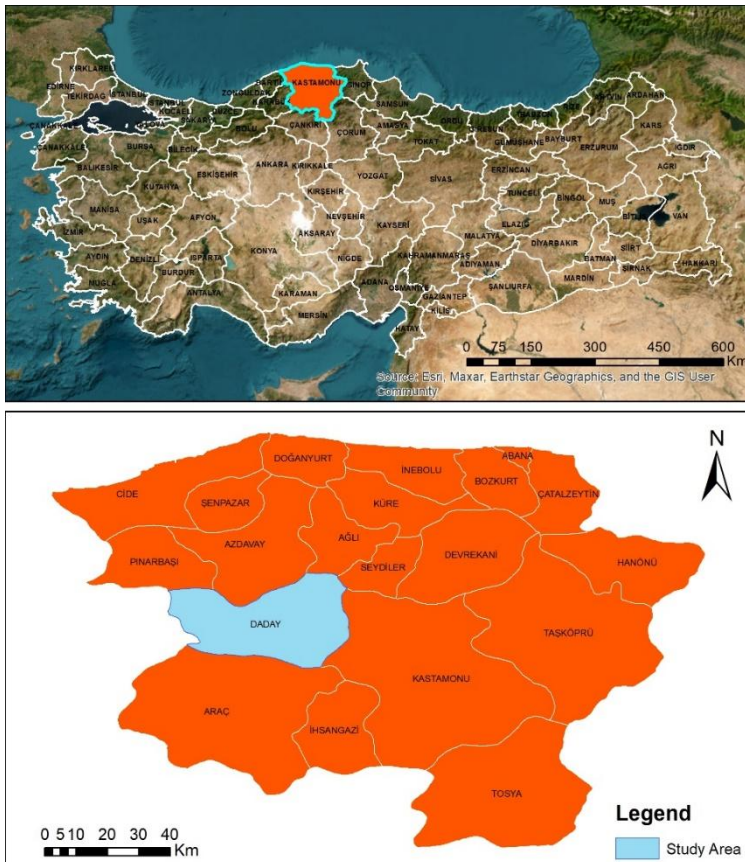 KIRKLARELİ
EDİRNE
TEKİRDAG
İSTANBUL
KASTAMONU
SİNOP
ZONGULDAK
SAMSUN
ARTVİN
ARDAHAN
KARS
ÇANAKKALE
ÇANAKKALE
BURSA
BİLECİK
BOLU
ÇANKIRI
ÇORUM
AMASYA
TOKAT
ORDU
TRABZON
GÜMÜŞHANE
BAYBURT
ERZURUM
IĞDIR
AĞRI
BALIKESİR
KUTAHYA
ESKİŞEHİR
ANKARA
KIRIKKALE
YOZGAT
SİVAS
ERZİNCAN
TUNCELİ
BİNGÖL
MUŞ
VAN
MANİSA
UŞAK
AFYON
KIRŞEHİR
NEVŞEHİR
AKSARAY
KAYSERİ
MALATYA
ELAZIĞ
DİYARBAKIR
BATMAN
SİİRT
ŞIRNAK
HAKKARİ
İZMİR
AYDIN
DENİZLİ
ISPARTA
BURDUR
KONYA
NİĞDE
KAHRAMANMARAŞ
ADIYAMAN
MARDİN
ŞANLIURFA
MUĞLA
ANTALYA
KARAMAN
MERSİN
ADANA
OSMANİYE
GAZİANTEP
KİLİS
HATAY
0 75 150 300 450 600
Km
Source: Esri, Maxar, Earthstar Geographics, and the GIS User
Community
N
DOĞANYURT
İNEBOLU
ABANA
BOZKURT
ÇATALZEYTİN
CİDE
ŞENPAZAR
KÜRE
AZDAVAY
AĞLI
SEYDİLER
DEVREKANİ
HANÖNÜ
PINARBAŞI
DADAY
TAŞKÖPRÜ
KASTAMONU
ARAÇ
İHSANGAZİ
TOSYA
Legend
Study Area
0 5 10 20 30 40
Km